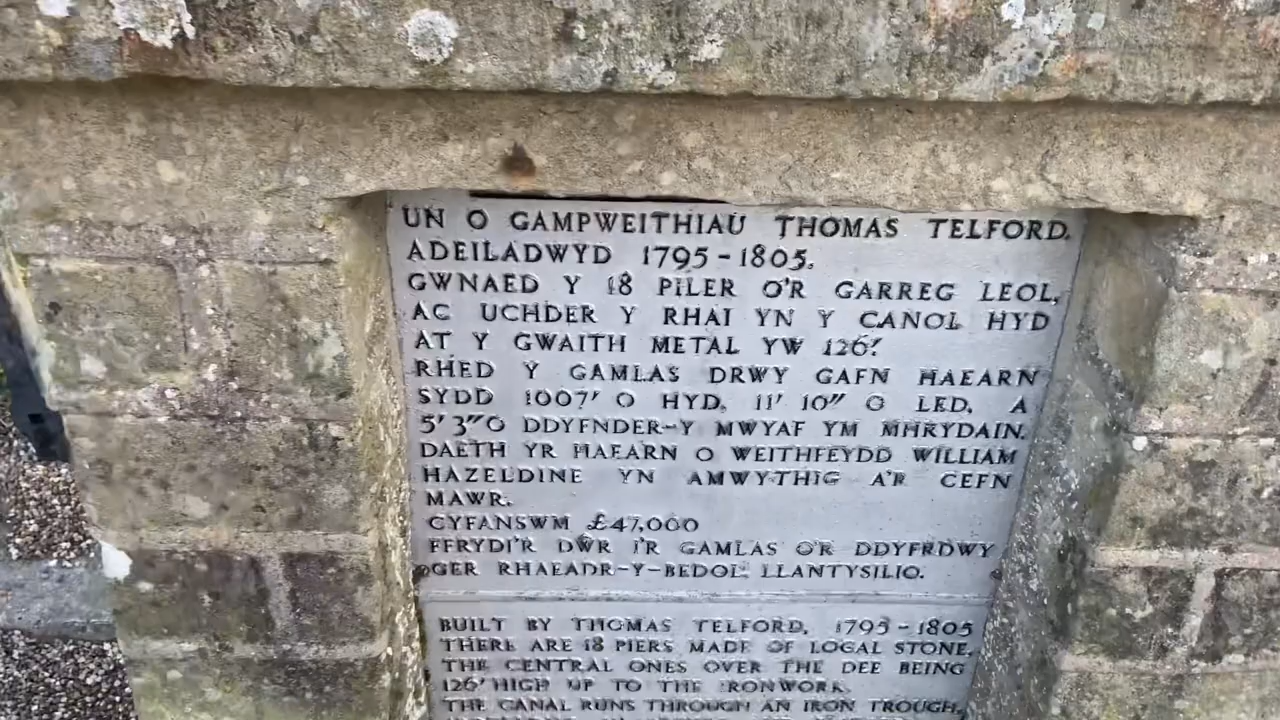 UN O GAMPWEITHIAU THOMAS TELFORD.
ADEILADWYD 1795-1805.
GWNAED Y 18 PILER O'R GARREG LEOL,
AC UCHDER Y RHAI YN Y CANOL HYD
AT Y GWAITH METAL YW 126'.
RHED Y GAMLAS DRWY GAFN HAEARN
SYDD 1007' O HYD, 11' 10" O LED, A
5' 3" O DDYFNDER-Y MWYAF YM MHRYDAIN.
DAETH YR HAEARN O WEITHFEYDD WILLIAM
HAZELDINE YN AMWYTHIG A'R CEFN
MAWR.
CYFANSWM £47,000
FFRYDI'R DWR I'R GAMLAS O'R DDYFRDWY
GER RHAEADR-Y-BEDOL, LLANTYSILIO.
BUILT BY THOMAS TELFORD, 1795-1805
THERE ARE 18 PIERS MADE OF LOCAL STONE,
THE CENTRAL ONES OVER THE DEE BEING
126' HIGH UP TO THE IRONWORK.
THE CANAL RUNS THROUGH AN IRON TROUGH,